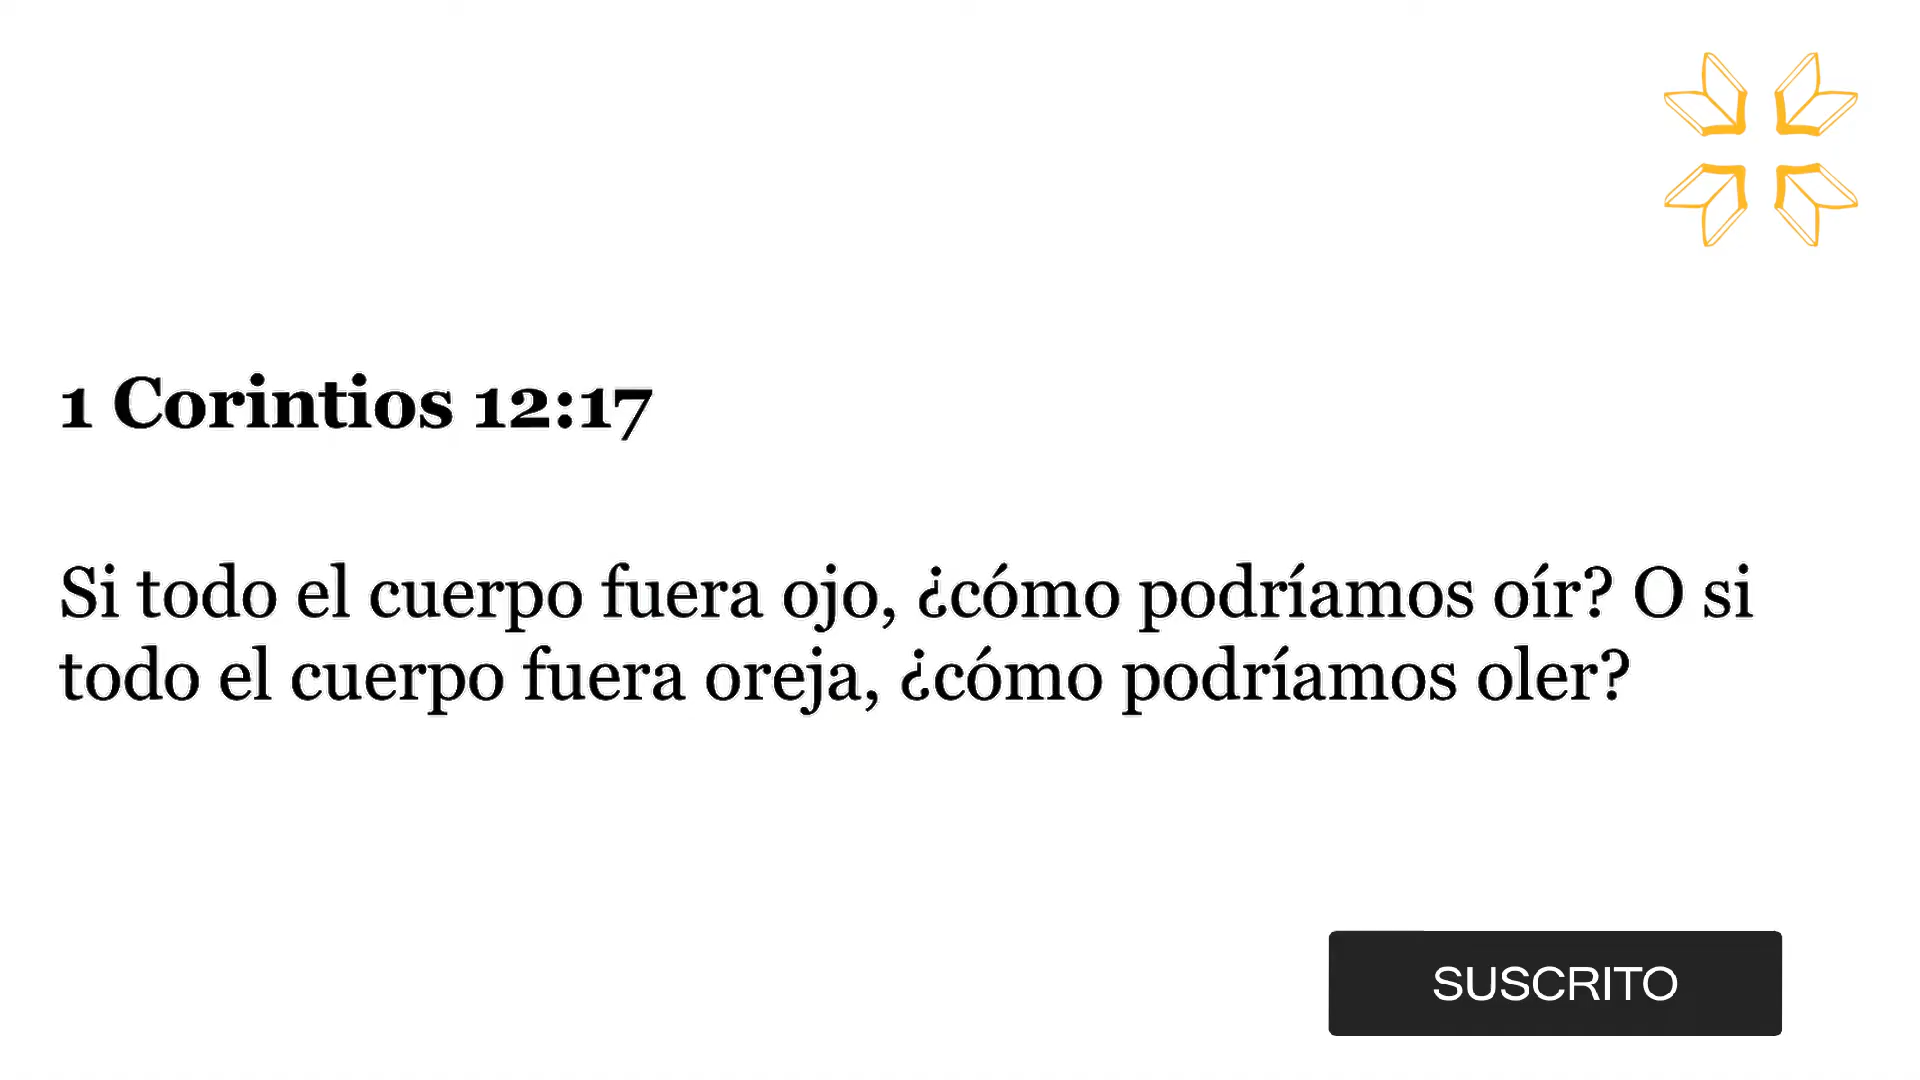 1 Corintios 12:17
Si todo el cuerpo fuera ojo, ¿cómo podríamos oír? O si
todo el cuerpo fuera oreja, ¿cómo podríamos oler?
SUSCRITO